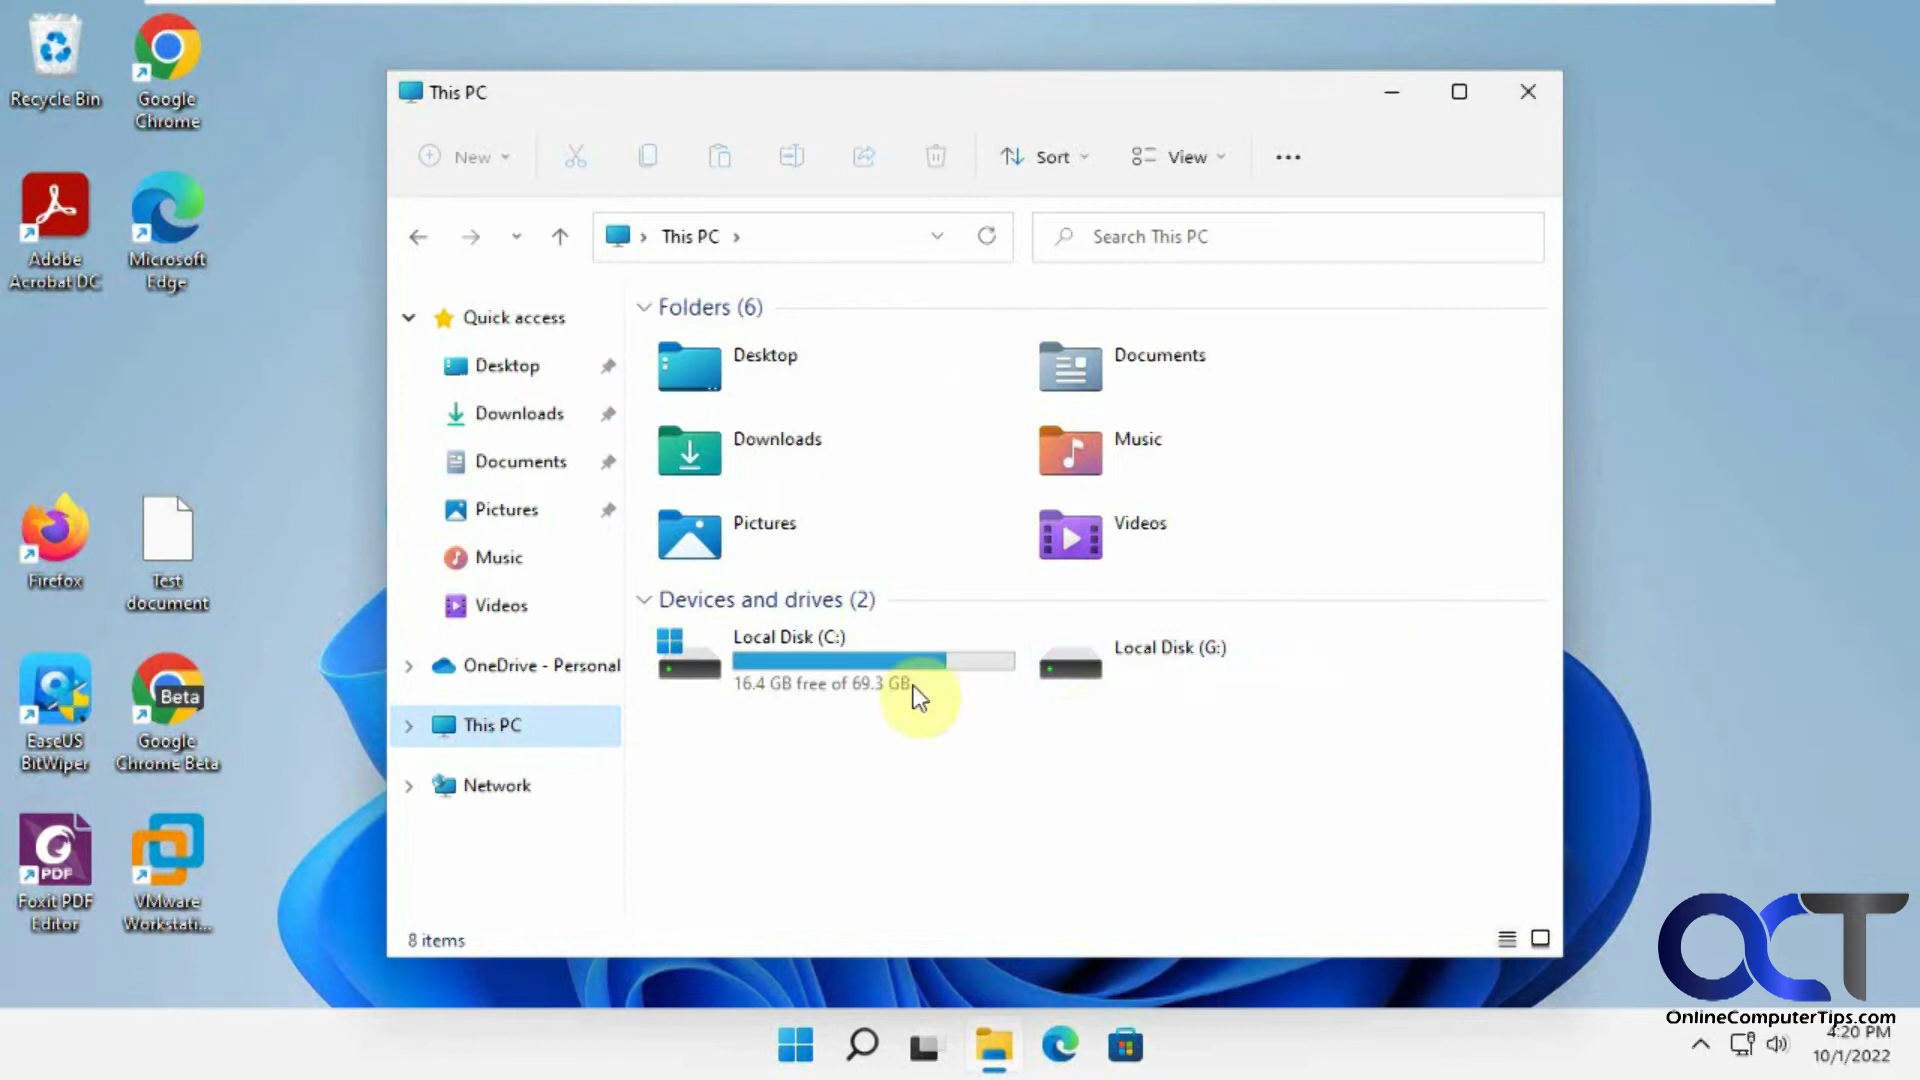 Recycle Bin
Google
Chrome
Adobe
Acrobat DC
Microsoft
Edge
Firefox
Test
document
EaseUS
BitWiper
Beta
Google
Chrome Beta
PDF
Foxit PDF
Editor
VMware
Workstati...
This PC
New
Sort
View
This PC
Search This PC
Quick access
Desktop
Downloads
Documents
Pictures
Music
Videos
OneDrive - Personal
This PC
Network
Folders (6)
Desktop
Documents
Downloads
Music
Pictures
Videos
Devices and drives (2)
Local Disk (C:)
16.4 GB free of 69.3 GB
Local Disk (G:)
8 items
OCT
OnlineComputerTips.com
4:20 PM
10/1/2022